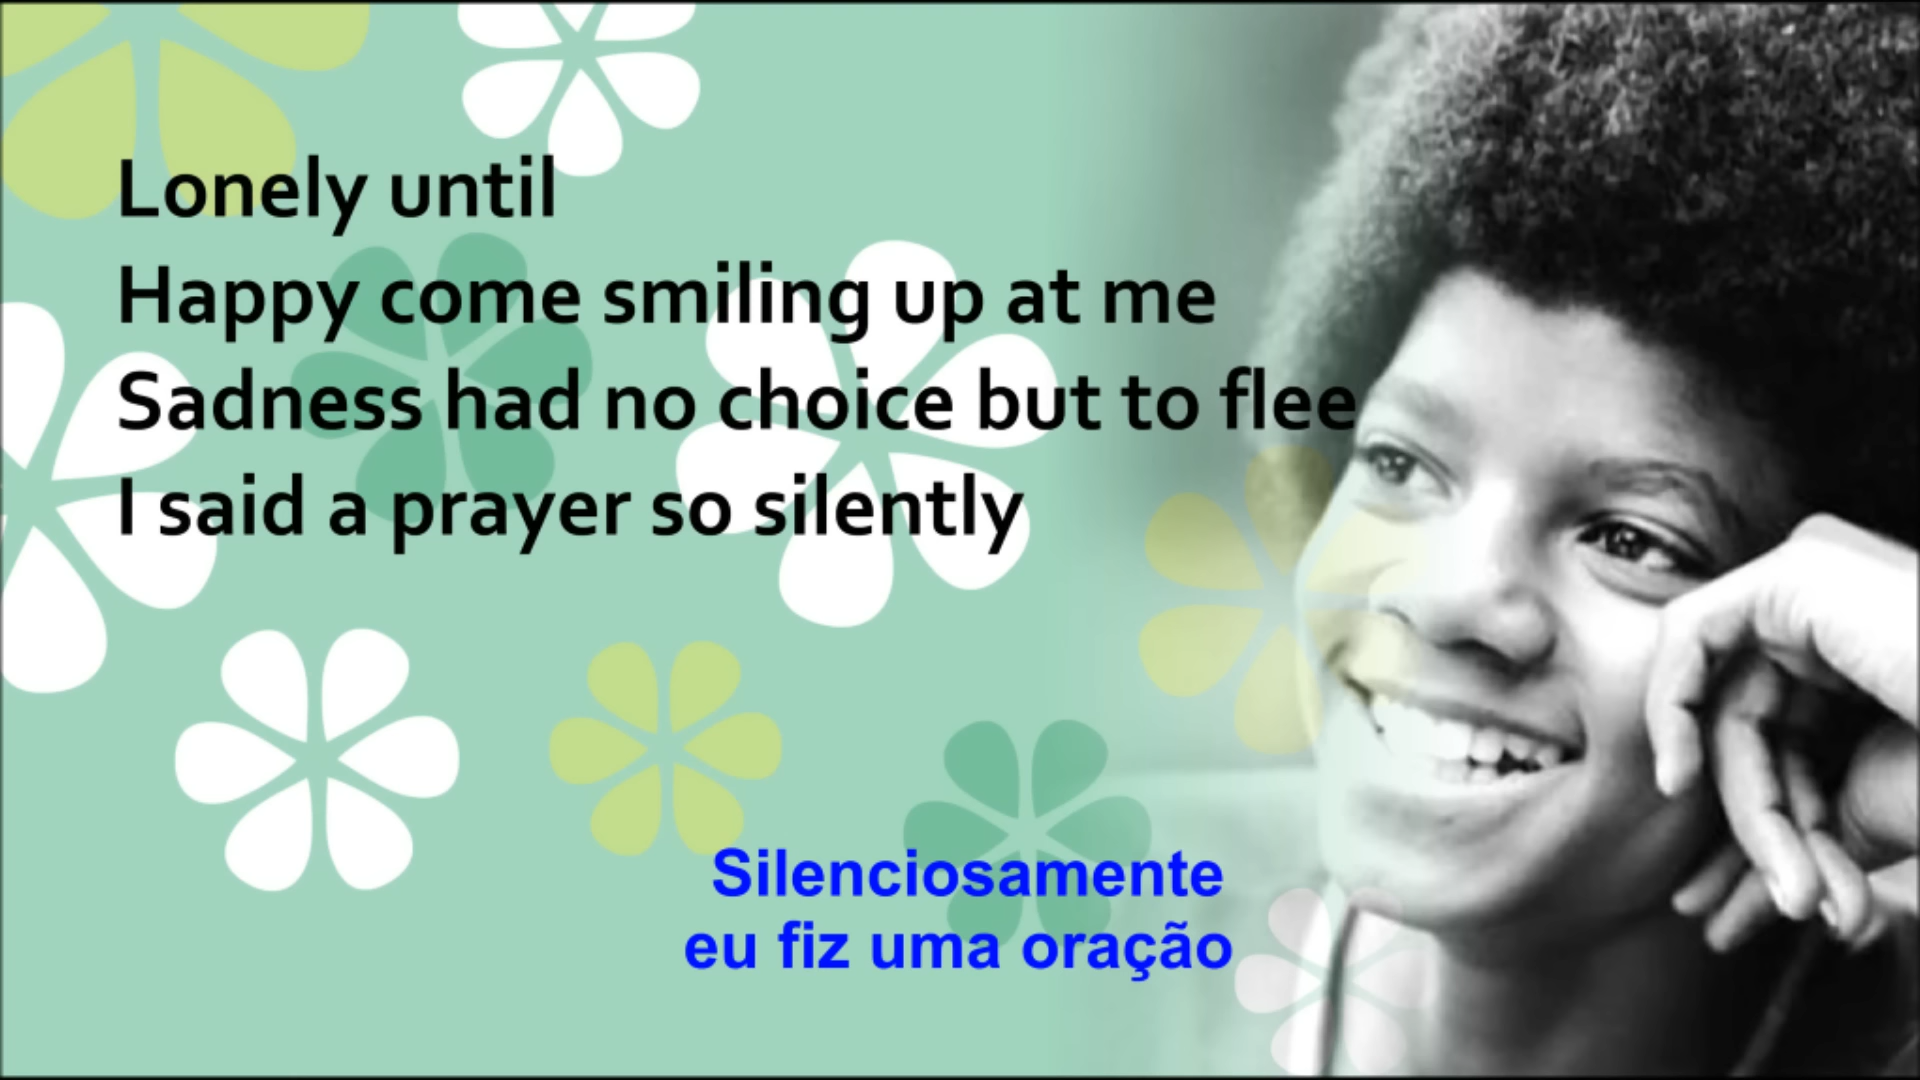 Lonely until
Happy come smiling up at me
Sadness had no choice but to flee
I said a prayer so silently
Silenciosamente
eu fiz uma oração